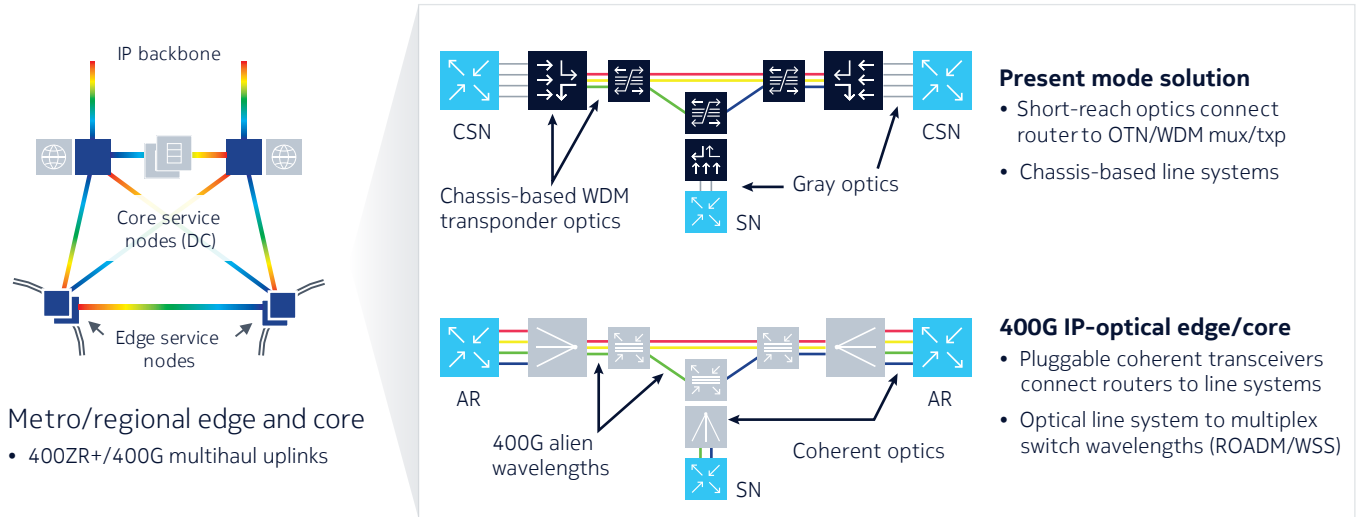 IP backbone
Core service
nodes (DC)
Edge service
nodes
Metro/regional edge and core
• 400ZR+/400G multihaul uplinks
CSN
CSN
Chassis-based WDM
transponder optics
Gray optics
SN
Present mode solution
• Short-reach optics connect
router to OTN/WDM mux/txp
• Chassis-based line systems
AR
AR
400G alien
wavelengths
Coherent optics
SN
400G IP-optical edge/core
• Pluggable coherent transceivers
connect routers to line systems
• Optical line system to multiplex
switch wavelengths (ROADM/WSS)